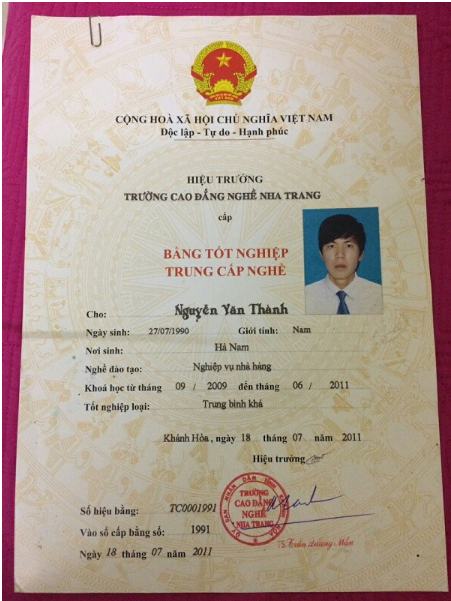 CỘNG HOÀ XÃ HỘI CHỦ NGHĨA VIỆT NAM
Độc lập - Tự do - Hạnh phúc
HIỆU TRƯỞNG
TRƯỜNG CAO ĐẲNG NGHỀ NHA TRANG
cấp
BẰNG TỐT NGHIỆP
TRUNG CẤP NGHỀ
Cho: Nguyễn Văn Thành
Ngày sinh: 27/07/1990 Giới tính: Nam
Nơi sinh: Hà Nam
Nghề đào tạo: Nghiệp vụ nhà hàng
Khoá học từ tháng 09 / 2009 đến tháng 06 / 2011
Tốt nghiệp loại: Trung bình khá
Khánh Hòa, ngày 18 tháng 07 năm 2011
Hiệu trưởng
TRƯỜNG
CAO ĐẲNG
NGHỀ
NHA TRANG
Số hiệu bằng: TC0001991
Vào sổ cấp bằng số: 1991
Ngày 18 tháng 07 năm 2011